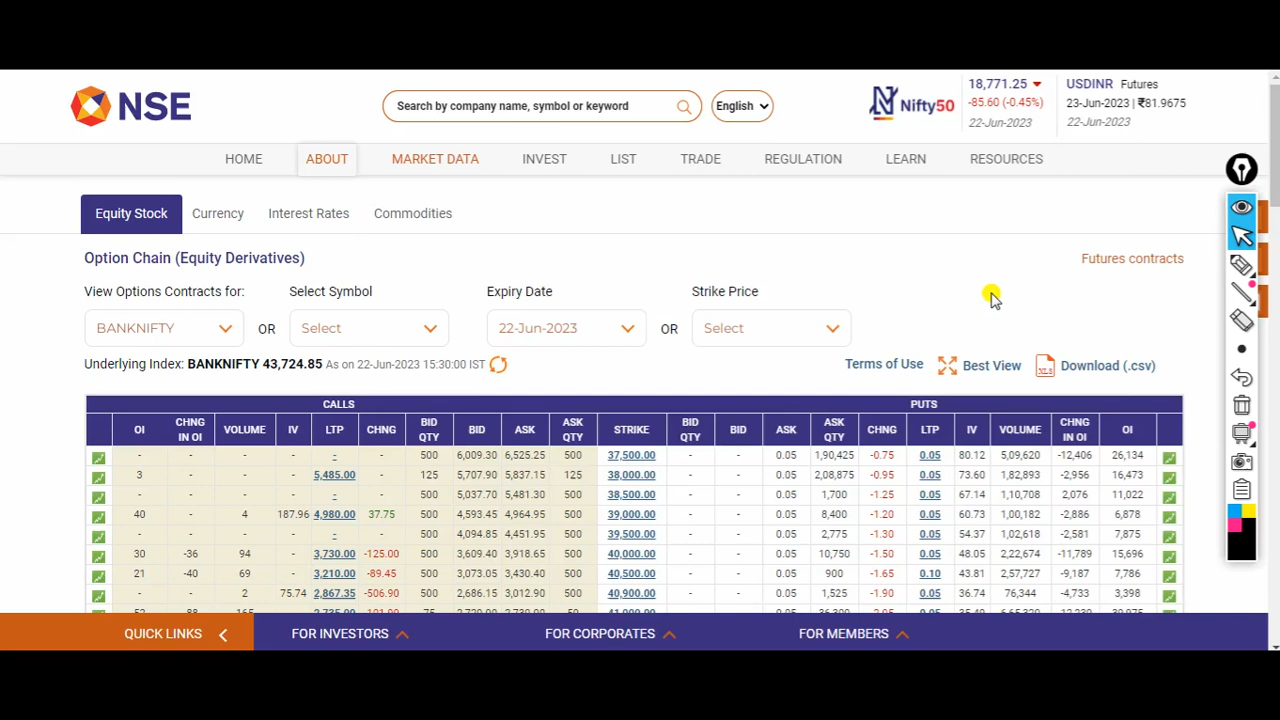 NSE
Search by company name, symbol or keyword
English
Nifty50
18,771.25
-85.60 (-0.45%)
22-Jun-2023
USDINR Futures
23-Jun-2023 | ₹81.9675
22-Jun-2023
HOME ABOUT MARKET DATA INVEST LIST TRADE REGULATION LEARN RESOURCES
Equity Stock Currency Interest Rates Commodities
Option Chain (Equity Derivatives)
Futures contracts
View Options Contracts for: Select Symbol Expiry Date Strike Price
BANKNIFTY OR Select 22-Jun-2023 OR Select
Underlying Index: BANKNIFTY 43,724.85 As on 22-Jun-2023 15:30:00 IST
Terms of Use Best View XLS Download (.csv)
CALLS PUTS
OI CHNG IN OI VOLUME IV LTP CHNG BID QTY BID ASK ASK QTY STRIKE BID QTY BID ASK ASK QTY CHNG LTP IV VOLUME CHNG IN OI OI
- - - - - - 500 6,009.30 6,525.25 500 37,500.00 - - 0.05 1,90,425 -0.75 0.05 80.12 5,09,620 -12,406 26,134
3 - - - 5,485.00 - 125 5,707.90 5,837.15 125 38,000.00 - - 0.05 2,08,875 -0.95 0.05 73.60 1,82,893 -2,956 16,473
- - - - - - 500 5,037.70 5,481.30 500 38,500.00 - - 0.05 1,700 -1.25 0.05 67.14 1,10,708 2,076 11,022
40 - 4 187.96 4,980.00 37.75 500 4,593.45 4,964.95 500 39,000.00 - - 0.05 8,400 -1.20 0.05 60.73 1,00,182 -2,886 6,878
- - - - - - 500 4,094.85 4,451.95 500 39,500.00 - - 0.05 2,775 -1.30 0.05 54.37 1,02,618 -2,581 7,875
30 -36 94 - 3,730.00 -125.00 500 3,609.40 3,918.65 500 40,000.00 - - 0.05 10,750 -1.50 0.05 48.05 2,22,674 -11,789 15,696
21 -40 69 - 3,210.00 -89.45 500 3,073.05 3,430.40 500 40,500.00 - - 0.05 900 -1.65 0.10 43.81 2,57,727 -9,187 7,786
- - 2 75.74 2,867.35 -506.90 500 2,686.15 3,012.90 500 40,900.00 - - 0.05 1,525 -1.90 0.05 36.74 76,344 -4,733 3,398
QUICK LINKS FOR INVESTORS FOR CORPORATES FOR MEMBERS